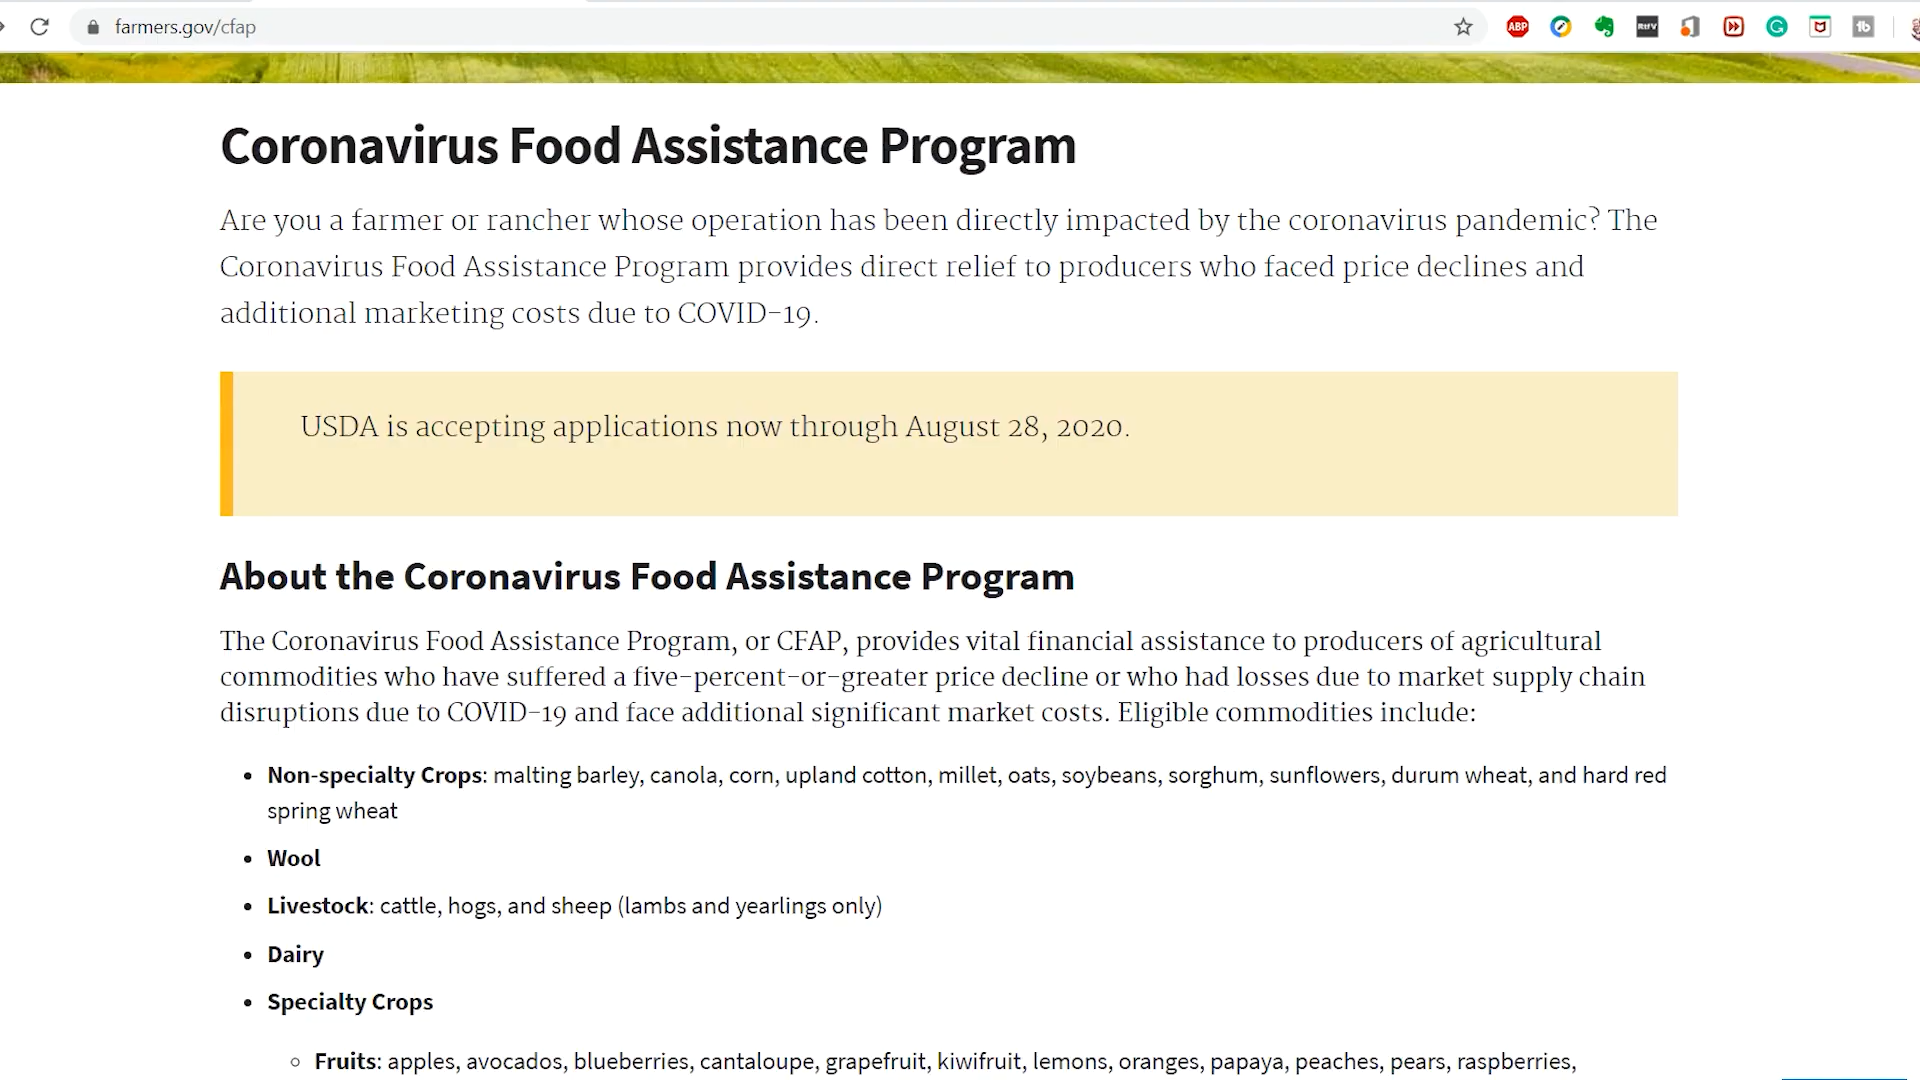 farmers.gov/cfap
ABP
RtfV
tb
Coronavirus Food Assistance Program
Are you a farmer or rancher whose operation has been directly impacted by the coronavirus pandemic? The
Coronavirus Food Assistance Program provides direct relief to producers who faced price declines and
additional marketing costs due to COVID-19.
USDA is accepting applications now through August 28, 2020.
About the Coronavirus Food Assistance Program
The Coronavirus Food Assistance Program, or CFAP, provides vital financial assistance to producers of agricultural
commodities who have suffered a five-percent-or-greater price decline or who had losses due to market supply chain
disruptions due to COVID-19 and face additional significant market costs. Eligible commodities include:
• Non-specialty Crops: malting barley, canola, corn, upland cotton, millet, oats, soybeans, sorghum, sunflowers, durum wheat, and hard red
spring wheat
• Wool
• Livestock: cattle, hogs, and sheep (lambs and yearlings only)
• Dairy
• Specialty Crops
◦ Fruits: apples, avocados, blueberries, cantaloupe, grapefruit, kiwifruit, lemons, oranges, papaya, peaches, pears, raspberries,